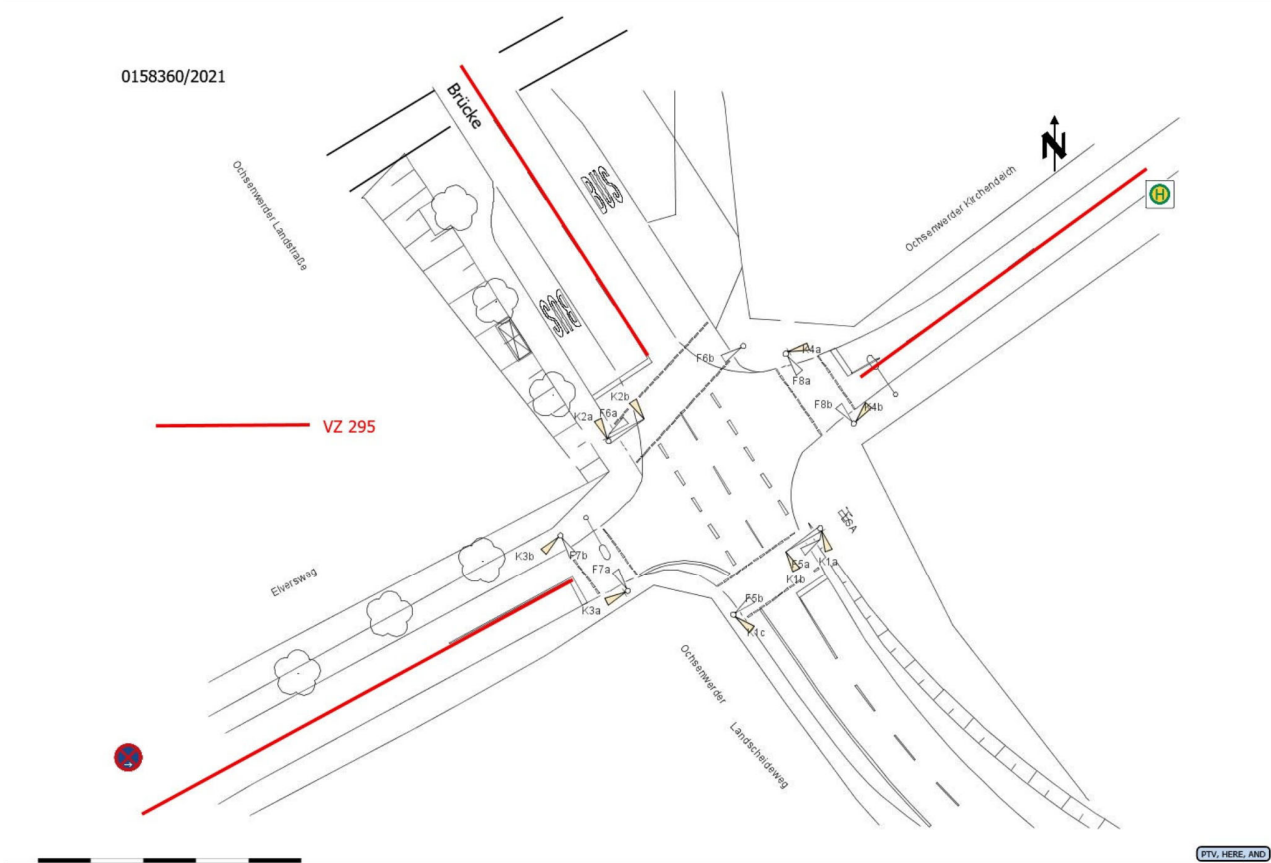 0158360/2021
Brücke
N
Ochsenwerder Landstraße
BUS
Ochsenwerder Kirchendeich
H
BUS
F6b
K4a
F8a
K2b
F8b
K4b
K2a
F6a
VZ 295
LSA
K3b
F7b
F5a
K1a
F7a
K1b
Elversweg
K3a
F5b
K1c
Ochsenwerder
Landscheideweg
PTV, HERE, AND